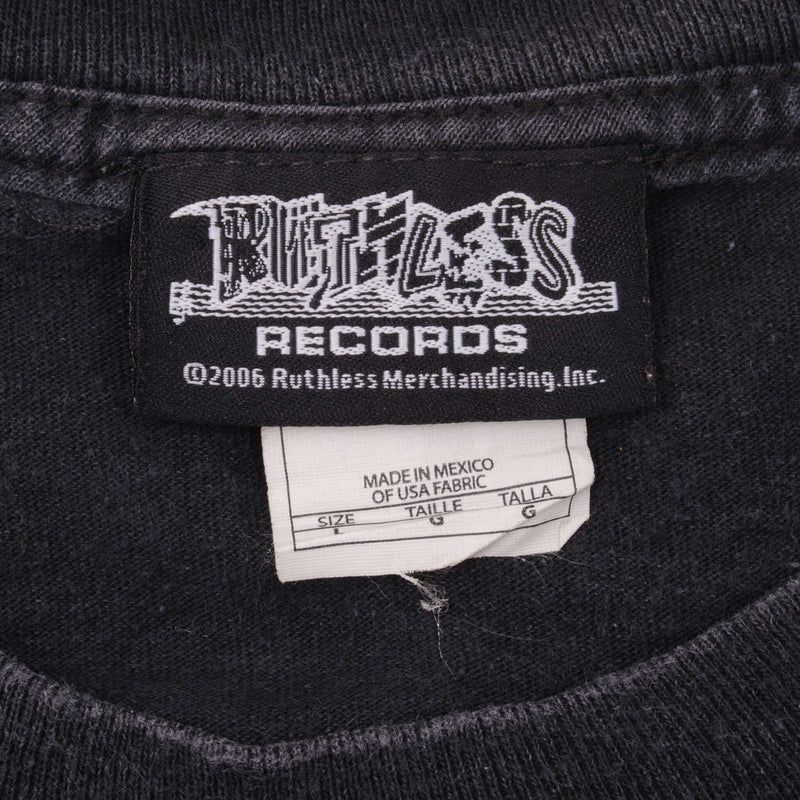 RUTHLESS
RECORDS
©2006 Ruthless Merchandising.Inc.
MADE IN MEXICO
OF USA FABRIC
SIZE TAILLE TALLA
L G G